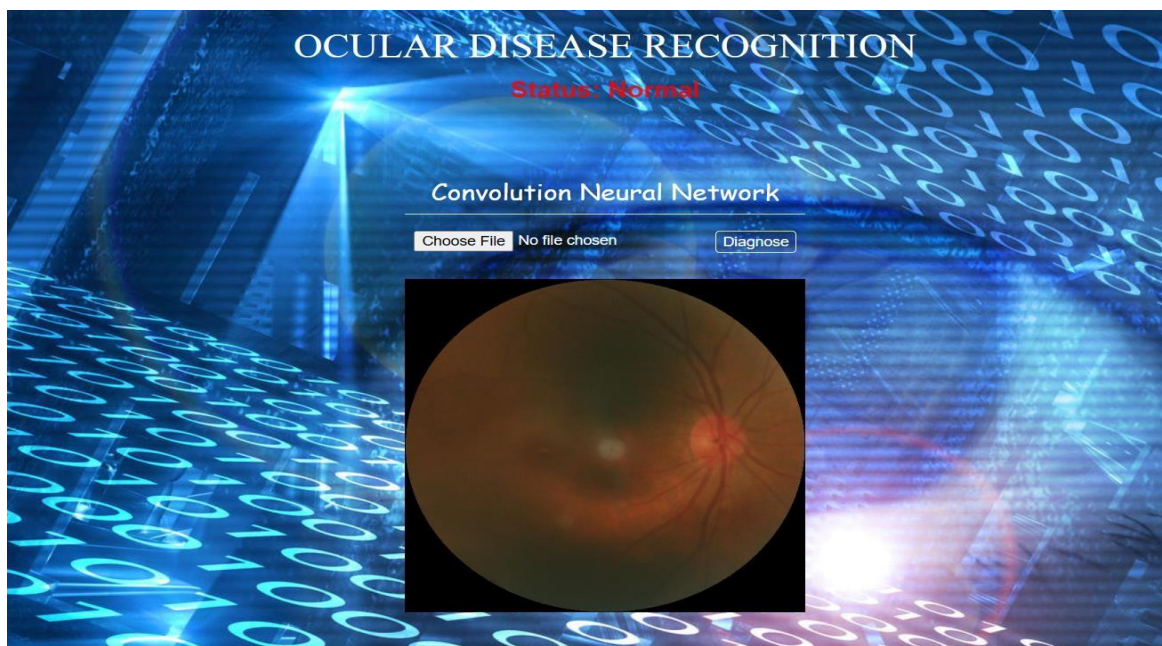 OCULAR DISEASE RECOGNITION
Status: Normal
Convolution Neural Network
Choose File No file chosen Diagnose